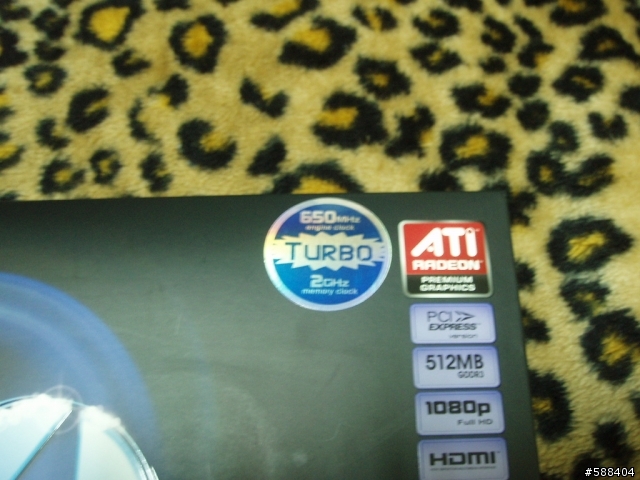 650MHz
engine clock
TURBO
2GHz
memory clock
ATi
RADEON
PREMIUM
GRAPHICS
PCI
EXPRESS
version
512MB
GDDR3
1080p
Full HD
HDMI
#588404